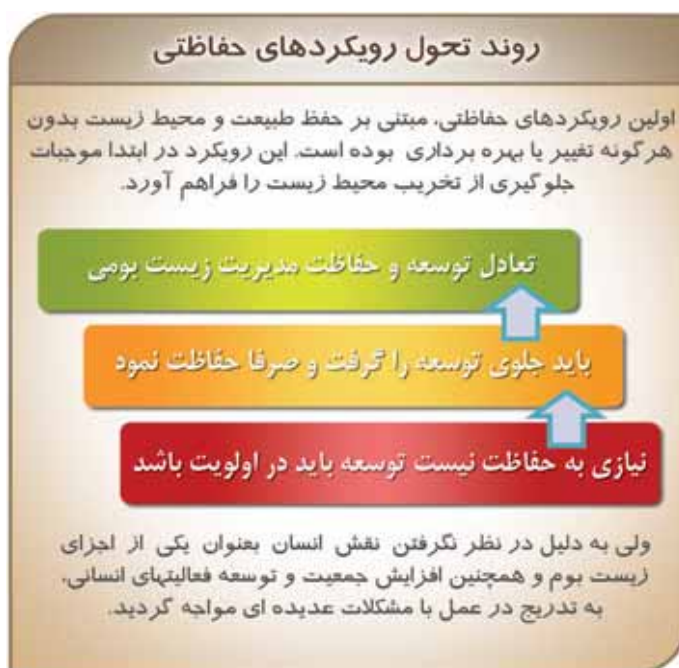 روند تحول رویکردهای حفاظتی
اولین رویکردهای حفاظتی، مبتنی بر حفظ طبیعت و محیط زیست بدون
هرگونه تغییر یا بهره برداری بوده است. این رویکرد در ابتدا موجبات
جلوگیری از تخریب محیط زیست را فراهم آورد.
تعادل توسعه و حفاظت مدیریت زیست بومی
باید جلوی توسعه را گرفت و صرفا حفاظت نمود
نیازی به حفاظت نیست توسعه باید در اولویت باشد
ولی به دلیل در نظر نگرفتن نقش انسان بعنوان یکی از اجزای
زیست بوم و همچنین افزایش جمعیت و توسعه فعالیتهای انسانی،
به تدریج در عمل با مشکلات عدیده ای مواجه گردید.